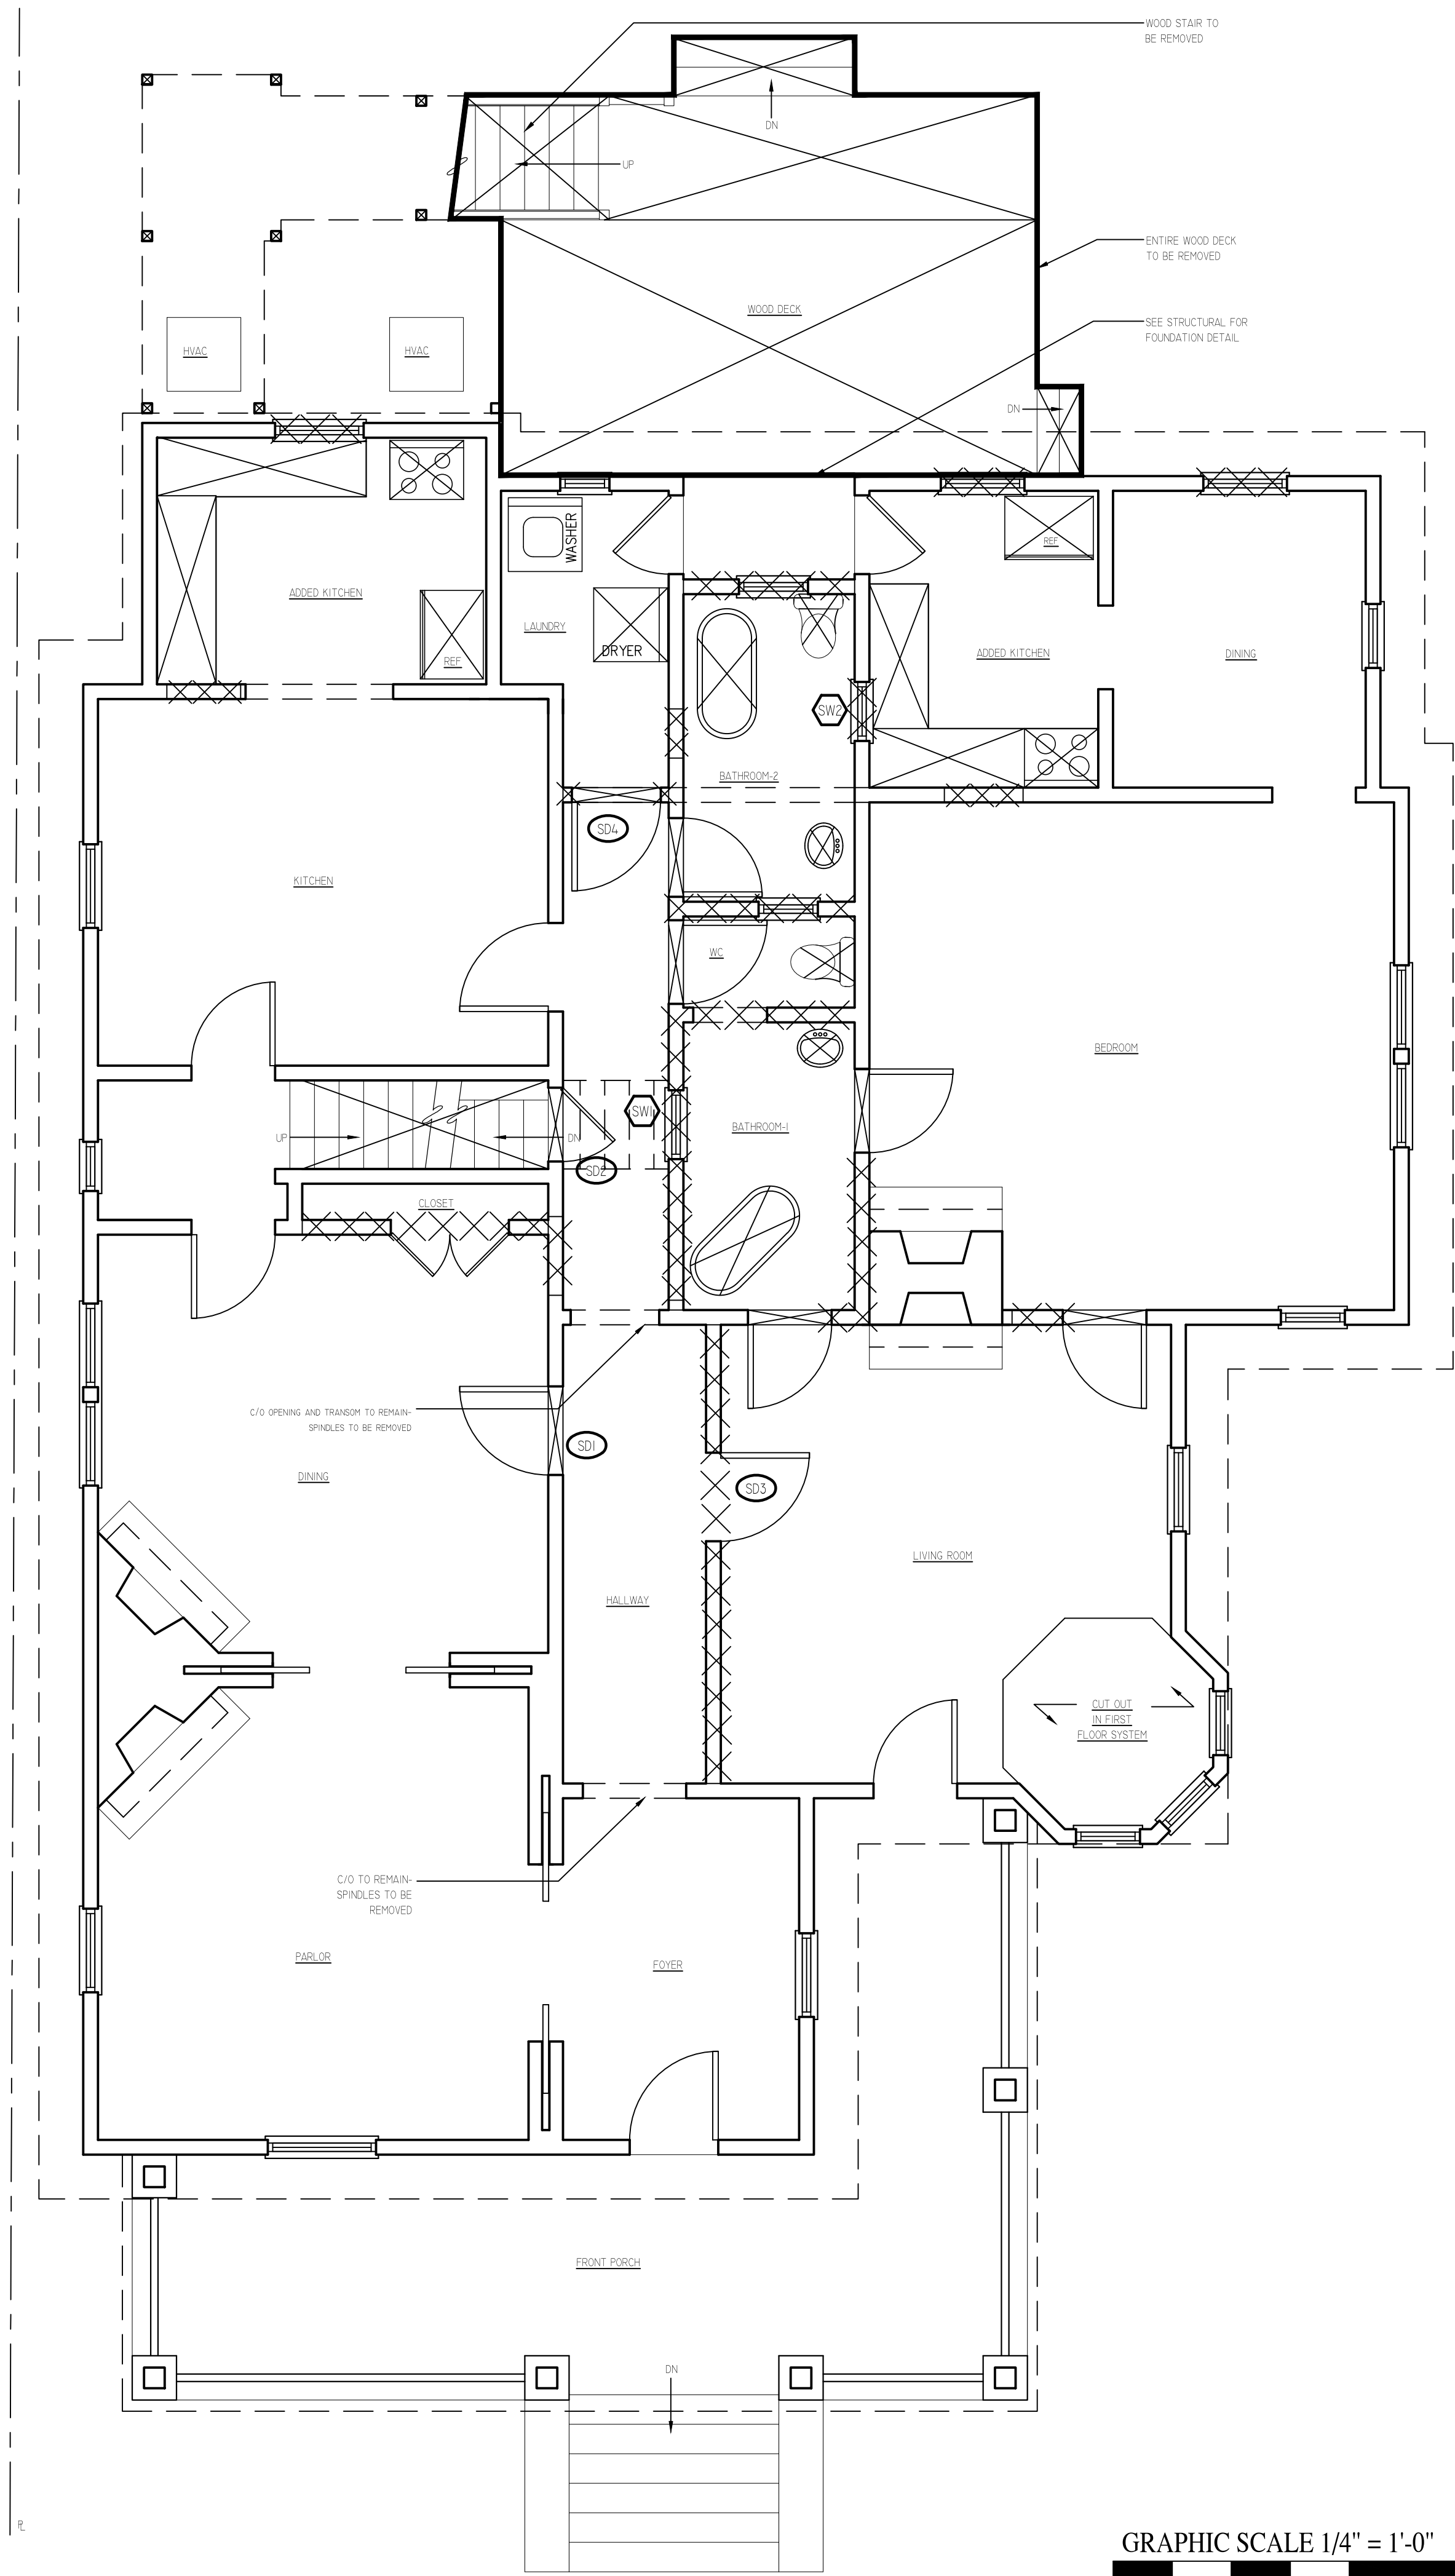 WOOD STAIR TO
BE REMOVED
DN
UP
ENTIRE WOOD DECK
TO BE REMOVED
WOOD DECK
SEE STRUCTURAL FOR
FOUNDATION DETAIL
HVAC
HVAC
DN
WASHER
REF
ADDED KITCHEN
LAUNDRY
DRYER
REF
ADDED KITCHEN
DINING
SW2
BATHROOM-2
SD4
KITCHEN
WC
BEDROOM
SW1
BATHROOM-1
UP
DN
SD2
CLOSET
C/O OPENING AND TRANSOM TO REMAIN-
SPINDLES TO BE REMOVED
SD1
DINING
SD3
LIVING ROOM
HALLWAY
CUT OUT
IN FIRST
FLOOR SYSTEM
C/O TO REMAIN-
SPINDLES TO BE
REMOVED
PARLOR
FOYER
FRONT PORCH
DN
PL
GRAPHIC SCALE 1/4" = 1'-0"